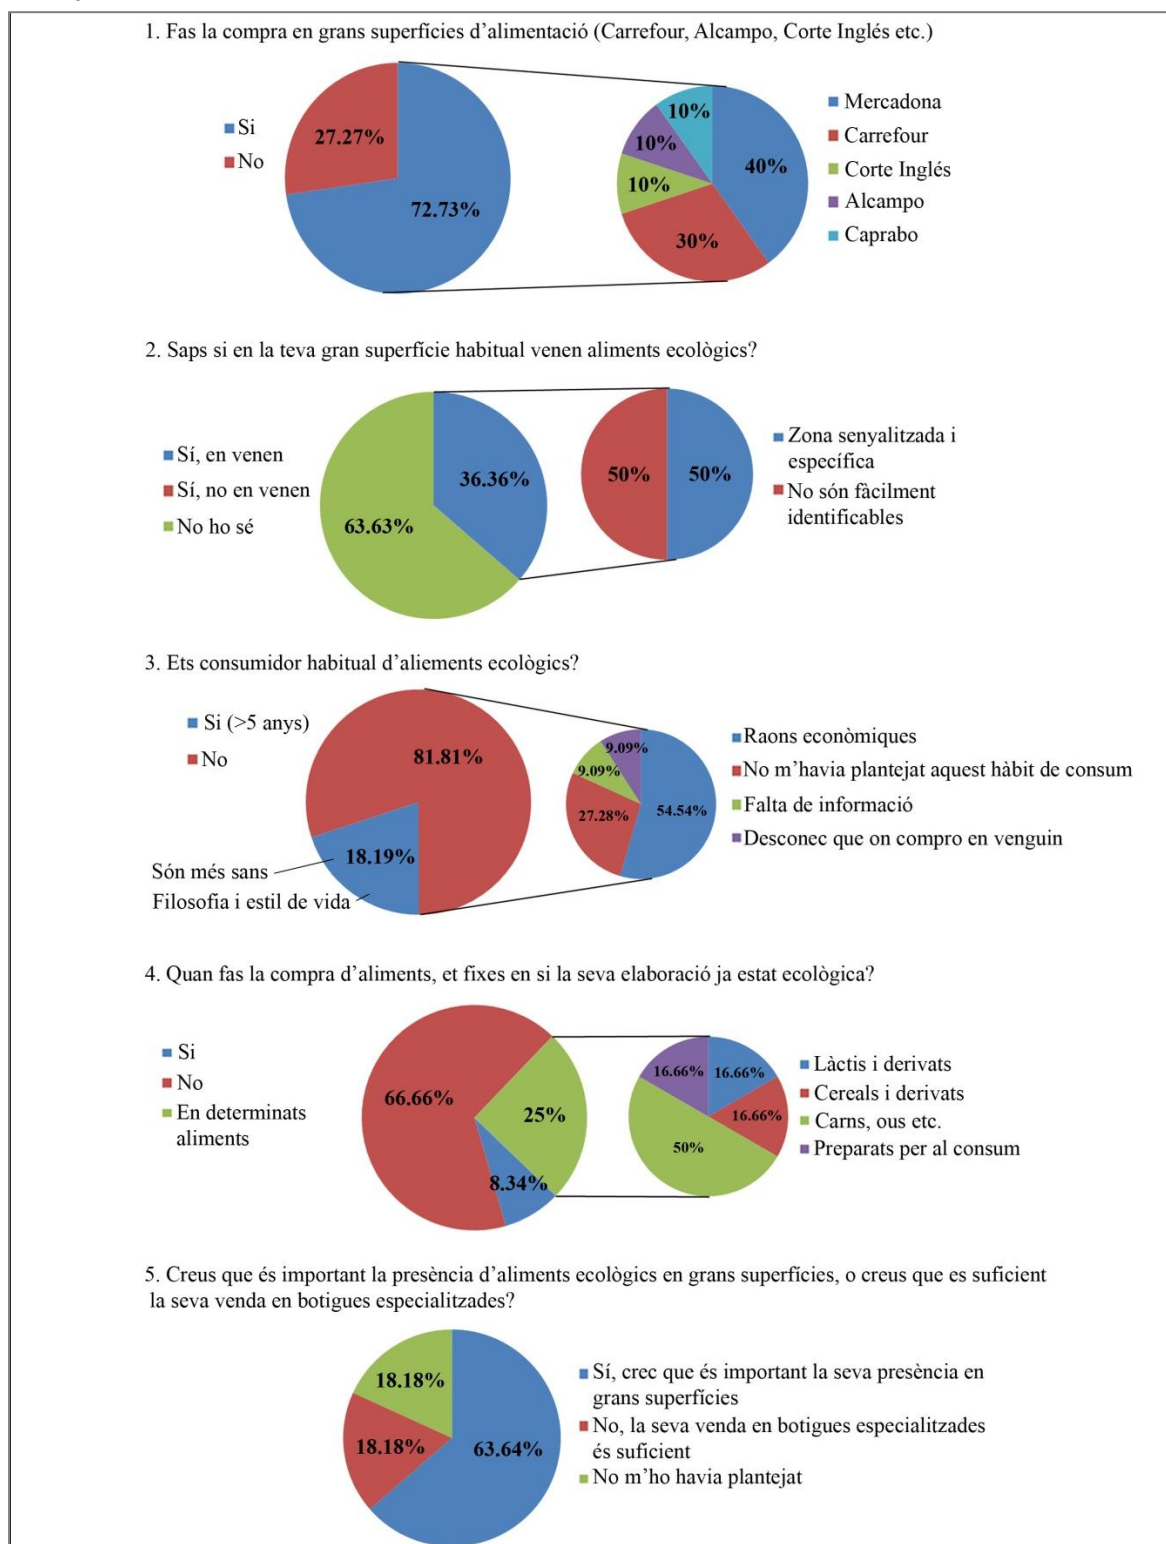 1. Fas la compra en grans superfícies d’alimentació (Carrefour, Alcampo, Corte Inglés etc.)
Si
No
27.27%
72.73%
10%
10%
10%
40%
30%
Mercadona
Carrefour
Corte Inglés
Alcampo
Caprabo
2. Saps si en la teva gran superfície habitual venen aliments ecològics?
Sí, en venen
Sí, no en venen
No ho sé
36.36%
63.63%
50%
50%
Zona senyalitzada i
específica
No són fàcilment
identificables
3. Ets consumidor habitual d’aliements ecològics?
Si (>5 anys)
No
81.81%
18.19%
Són més sans
Filosofia i estil de vida
9.09%
9.09%
27.28%
54.54%
Raons econòmiques
No m’havia plantejat aquest hàbit de consum
Falta de informació
Desconec que on compro en venguin
4. Quan fas la compra d’aliments, et fixes en si la seva elaboració ja estat ecològica?
Si
No
En determinats
aliments
66.66%
25%
8.34%
16.66%
16.66%
16.66%
50%
Làctis i derivats
Cereals i derivats
Carns, ous etc.
Preparats per al consum
5. Creus que és important la presència d’aliments ecològics en grans superfícies, o creus que es suficient
la seva venda en botigues especialitzades?
18.18%
18.18%
63.64%
Sí, crec que és important la seva presència en
grans superfícies
No, la seva venda en botigues especialitzades
és suficient
No m’ho havia plantejat